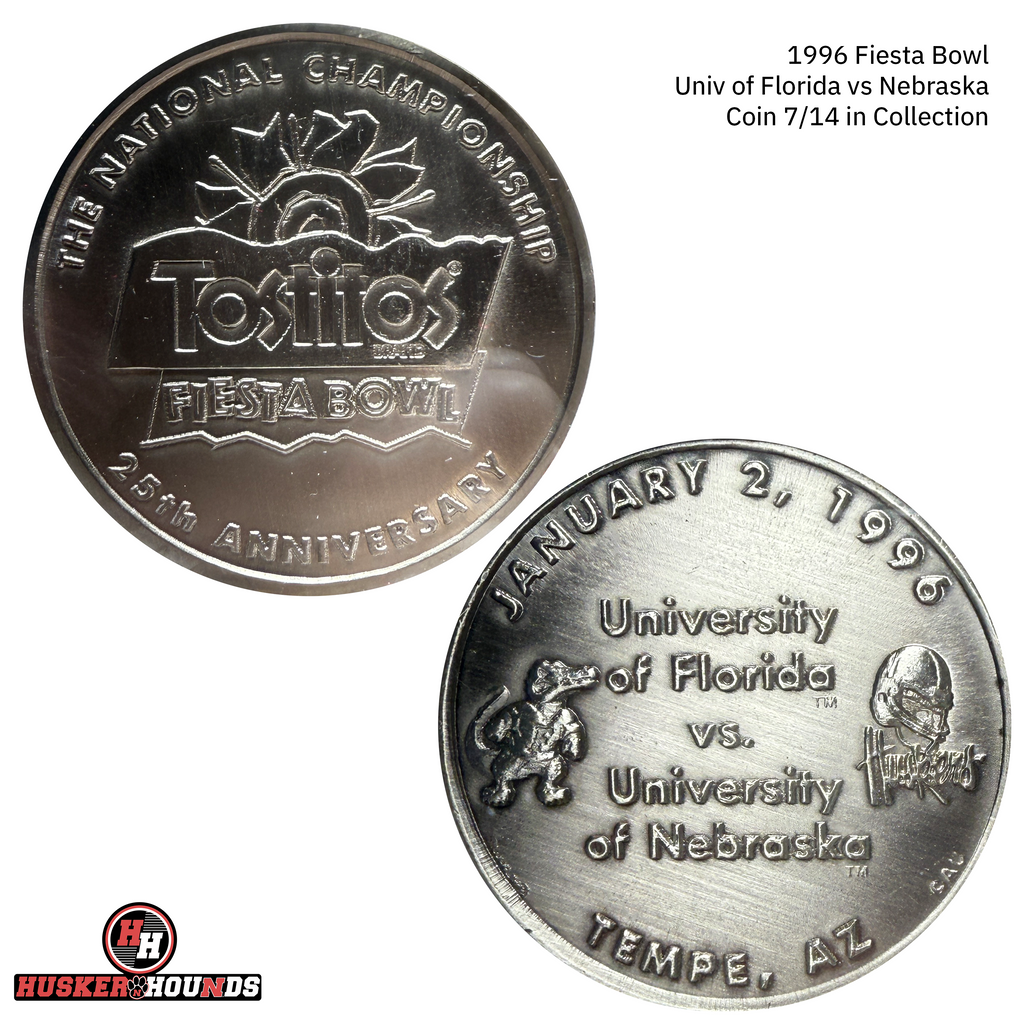 1996 Fiesta Bowl
Univ of Florida vs Nebraska
Coin 7/14 in Collection
THE NATIONAL CHAMPIONSHIP
Tostitos®
BRAND
FIESTA BOWL
25th ANNIVERSARY
JANUARY 2, 1996
University
of Florida
TM
vs.
University
of Nebraska
TM
Huskers
TEMPE, AZ
HH
HUSKER N HOUNDS